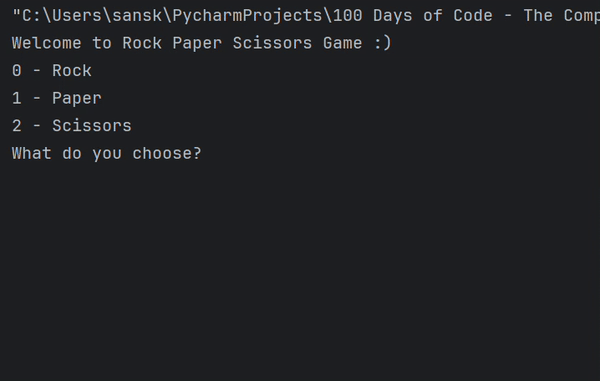 "C:\Users\sansk\PycharmProjects\100 Days of Code - The Comp
Welcome to Rock Paper Scissors Game :)
0 - Rock
1 - Paper
2 - Scissors
What do you choose?